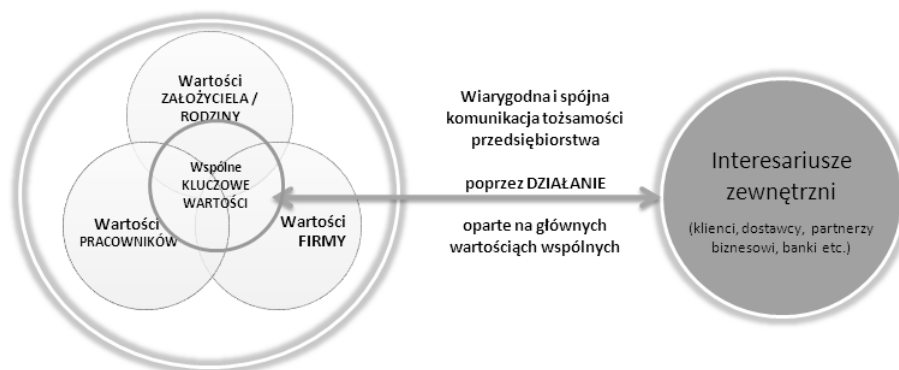 Wartości
ZAŁOŻYCIELA /
RODZINY
Wspólne
KLUCZOWE
WARTOŚCI
Wartości
PRACOWNIKÓW
Wartości
FIRMY
Wiarygodna i spójna
komunikacja tożsamości
przedsiębiorstwa
poprzez DZIAŁANIE
oparte na głównych
wartościąch wspólnych
Interesariusze
zewnętrzni
(klienci, dostawcy, partnerzy
biznesowi, banki etc.)